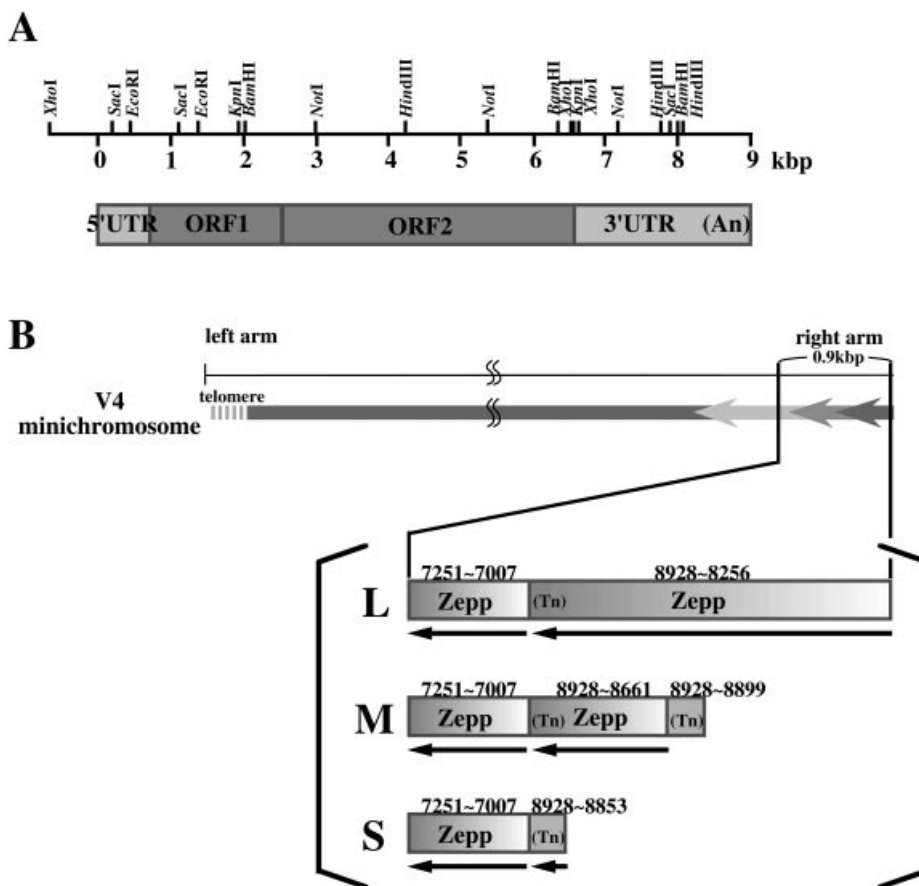 A
XhoI SacI EcoRI SacI EcoRI KpnI BamHI NotI HindIII NotI BamHI XhoI KpnI XhoI NotI HindIII SacI BamHI HindIII
0 1 2 3 4 5 6 7 8 9 kbp
5'UTR ORF1 ORF2 3'UTR (An)
B
left arm right arm
0.9kbp
telomere
V4
minichromosome
7251~7007 8928~8256
L Zepp (Tn) Zepp
7251~7007 8928~8661 8928~8899
M Zepp (Tn) Zepp (Tn)
7251~7007 8928~8853
S Zepp (Tn)